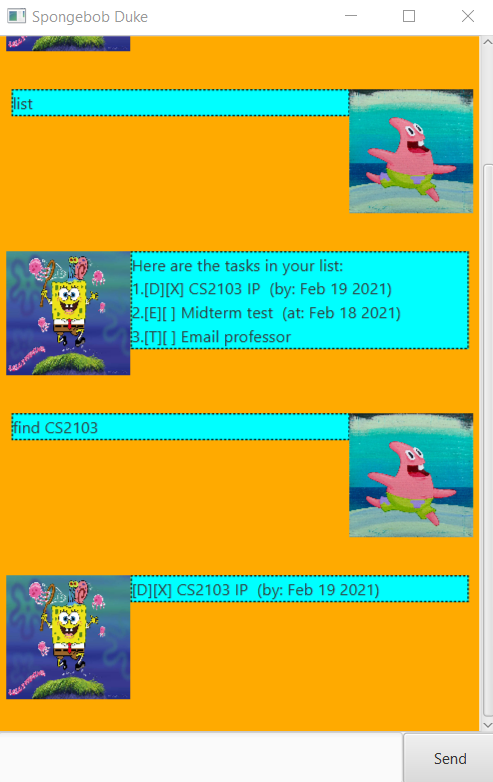 Spongebob Duke
list
Here are the tasks in your list:
1.[D][X] CS2103 IP  (by: Feb 19 2021)
2.[E][ ] Midterm test  (at: Feb 18 2021)
3.[T][ ] Email professor
find CS2103
[D][X] CS2103 IP  (by: Feb 19 2021)
Send